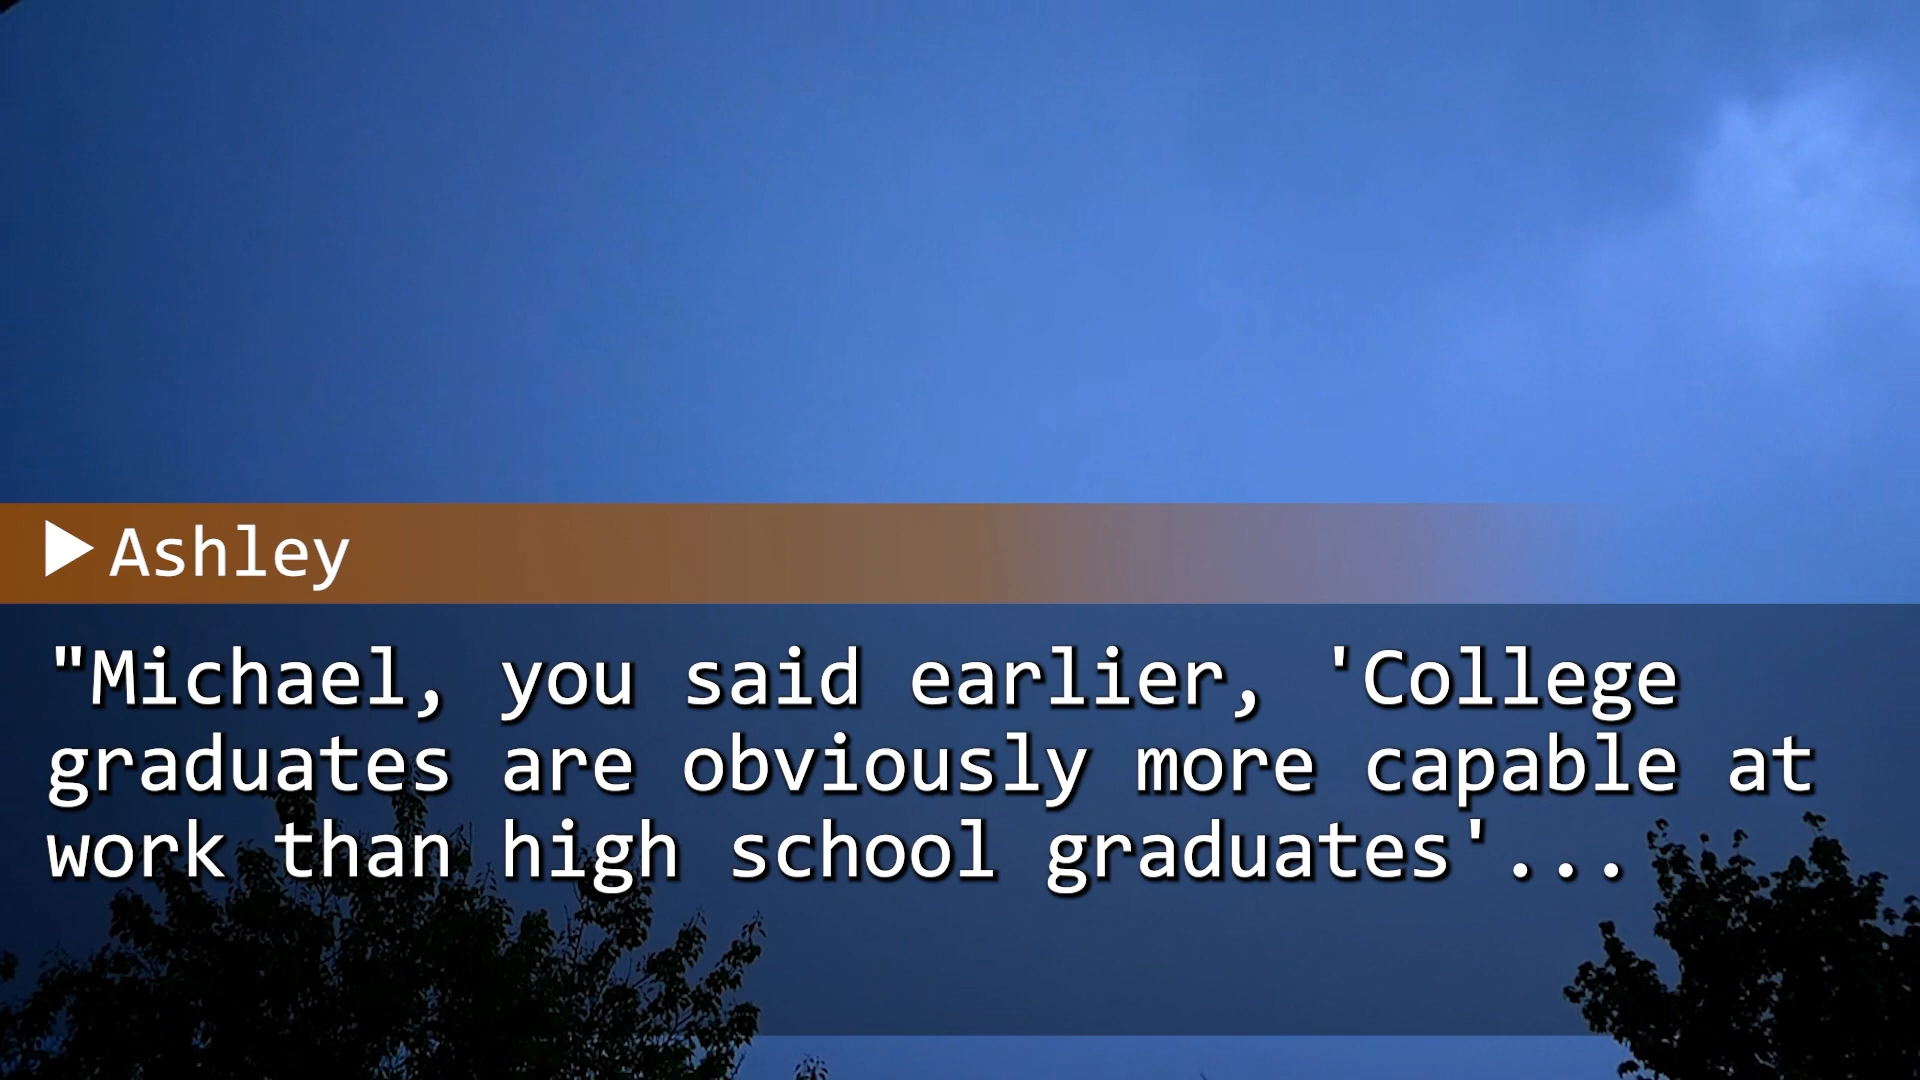 Ashley
"Michael, you said earlier, 'College
graduates are obviously more capable at
work than high school graduates'...